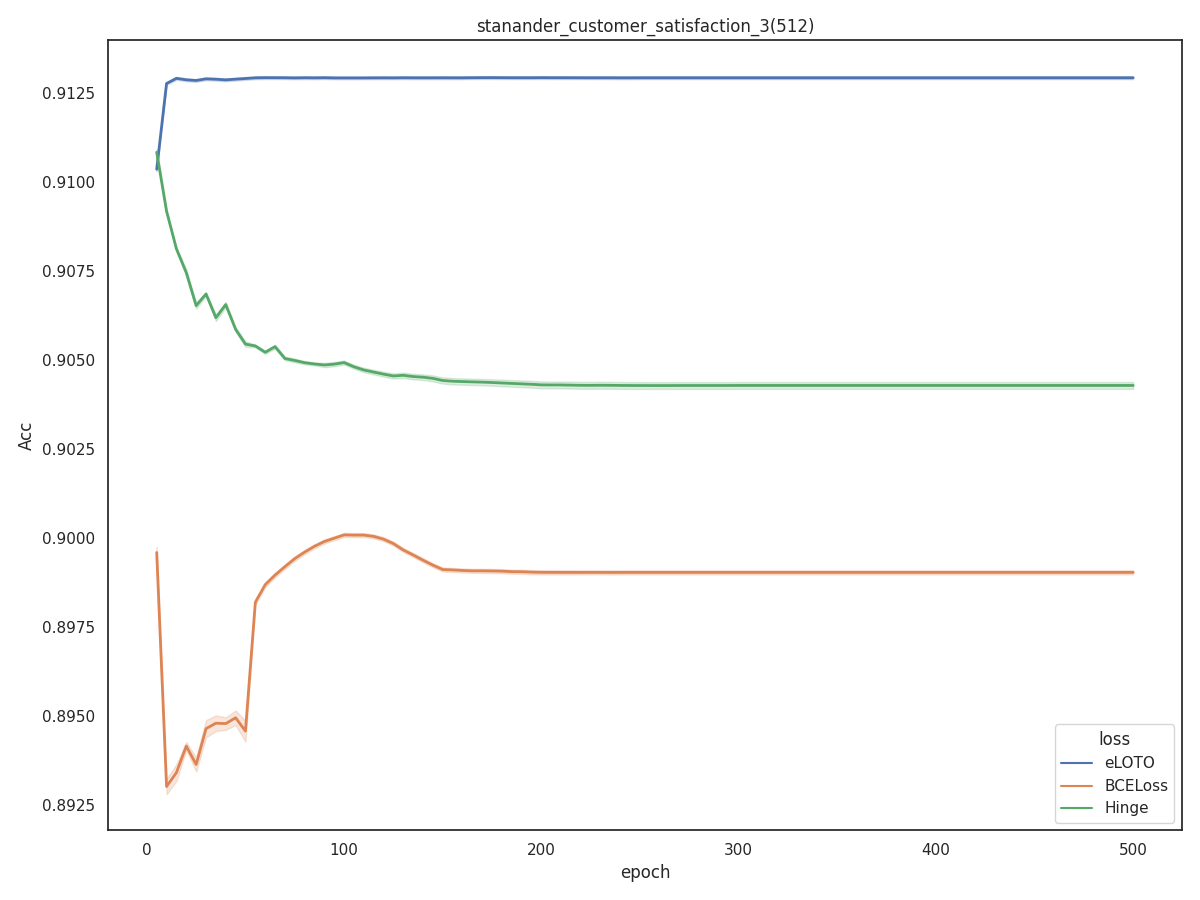 stanander_customer_satisfaction_3(512)
Acc
0.9125
0.9100
0.9075
0.9050
0.9025
0.9000
0.8975
0.8950
0.8925
loss
eLOTO
BCELoss
Hinge
0 100 200 300 400 500
epoch